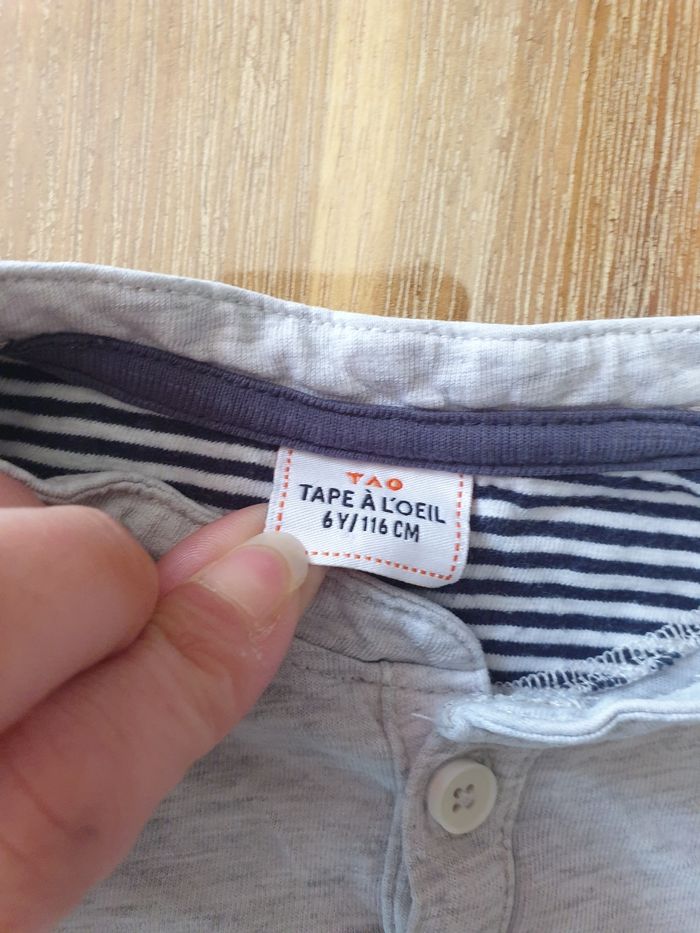 TAO
TAPE À L'OEIL
6Y/116 CM